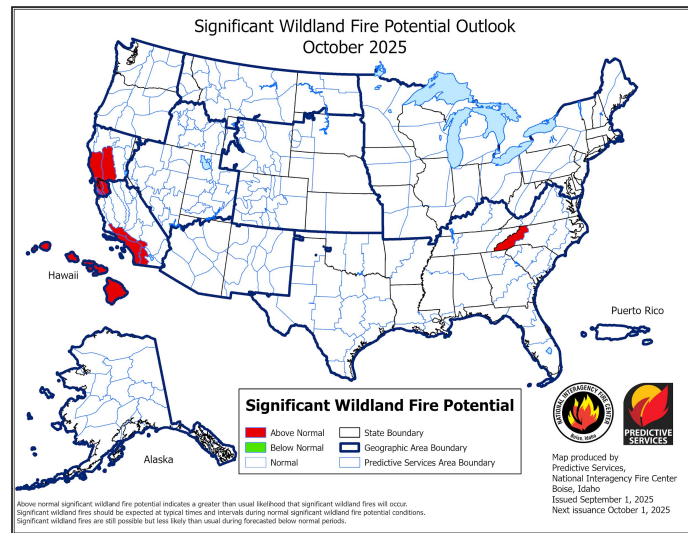 Significant Wildland Fire Potential Outlook
October 2025
Hawaii
Puerto Rico
Alaska
Significant Wildland Fire Potential
Above Normal
State Boundary
Below Normal
Geographic Area Boundary
Normal
Predictive Services Area Boundary
NATIONAL INTERAGENCY FIRE CENTER
Boise, Idaho
PREDICTIVE
SERVICES
Map produced by
Predictive Services,
National Interagency Fire Center
Boise, Idaho
Issued September 1, 2025
Next issuance October 1, 2025
Above normal significant wildland fire potential indicates a greater than usual likelihood that significant wildland fires will occur.
Significant wildland fires should be expected at typical times and intervals during normal significant wildland fire potential conditions.
Significant wildland fires are still possible but less likely than usual during forecasted below normal periods.